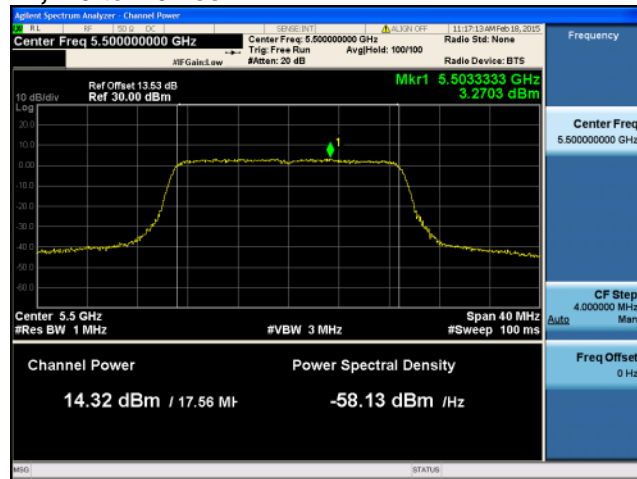 Agilent Spectrum Analyzer - Channel Power
RL RF 50 Ω DC SENSE:INT ALIGN OFF 11:17:13 AM Feb 18, 2015
Center Freq 5.500000000 GHz Center Freq: 5.500000000 GHz Radio Std: None
Trig: Free Run Avg|Hold: 100/100
#IFGain:Low #Atten: 20 dB Radio Device: BTS
Frequency
Ref Offset 13.53 dB Mkr1 5.5033333 GHz
10 dB/div Ref 30.00 dBm 3.2703 dBm
Log
20.0
10.0
1
0.00
-10.0
-20.0
-30.0
-40.0
-50.0
-60.0
Center 5.5 GHz Span 40 MHz
#Res BW 1 MHz #VBW 3 MHz #Sweep 100 ms
Channel Power Power Spectral Density
14.32 dBm / 17.56 MH -58.13 dBm /Hz
Center Freq
5.500000000 GHz
CF Step
4.000000 MHz
Auto Man
Freq Offset
0 Hz
MSG STATUS